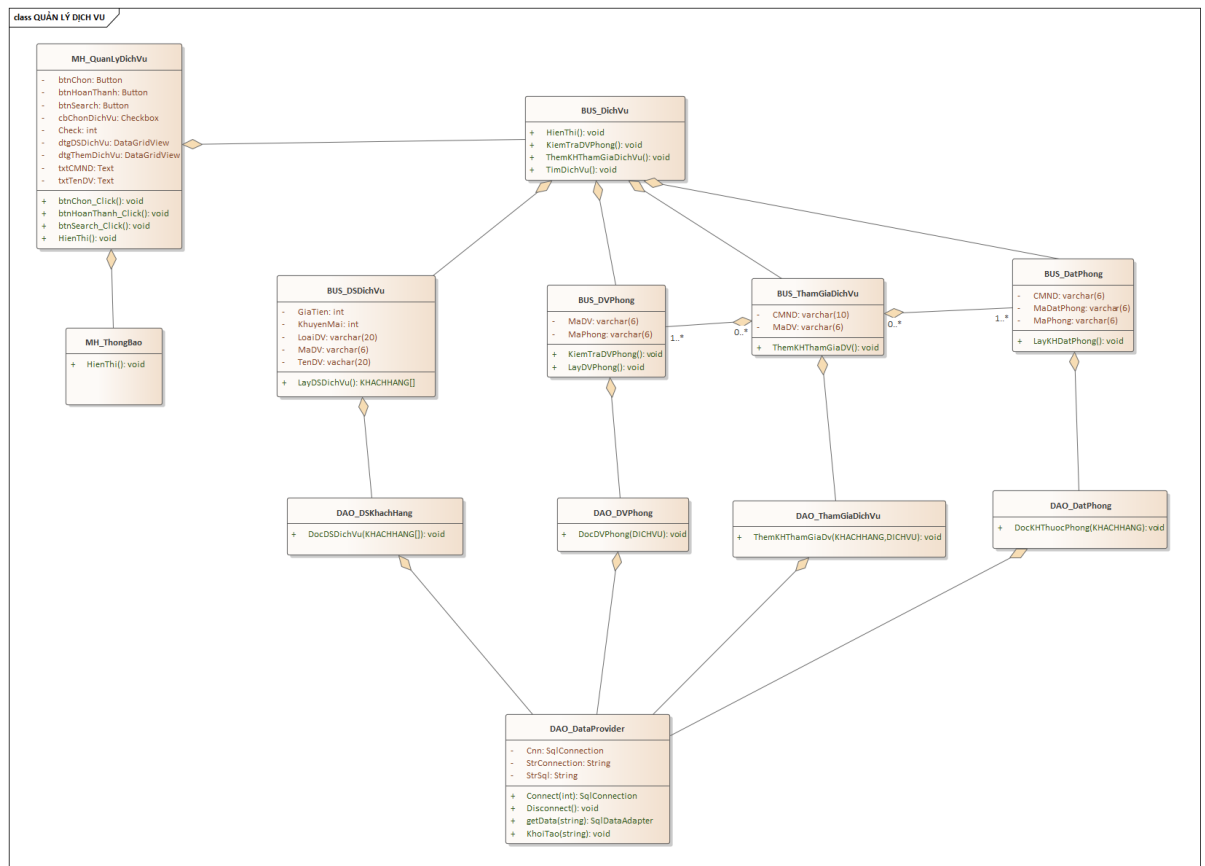 class QUẢN LÝ DỊCH VU
MH_QuanLyDichVu
- btnChon: Button
- btnHoanThanh: Button
- btnSearch: Button
- cbChonDichVu: Checkbox
- Check: int
- dtgDSDichVu: DataGridView
- dtgThemDichVu: DataGridView
- txtCMND: Text
- txtTenDV: Text
+ btnChon_Click(): void
+ btnHoanThanh_Click(): void
+ btnSearch_Click(): void
+ HienThi(): void
BUS_DichVu
+ HienThi(): void
+ KiemTraDVPhong(): void
+ ThemKHThamGiaDichVu(): void
+ TimDichVu(): void
MH_ThongBao
+ HienThi(): void
BUS_DSDichVu
- GiaTien: int
- KhuyenMai: int
- LoaiDV: varchar(20)
- MaDV: varchar(6)
- TenDV: vachar(20)
+ LayDSDichVu(): KHACHHANG[]
BUS_DVPhong
- MaDV: varchar(6)
- MaPhong: varchar(6)
+ KiemTraDVPhong(): void
+ LayDVPhong(): void
1..*
0..*
BUS_ThamGiaDichVu
- CMND: varchar(10)
- MaDV: varchar(6)
+ ThemKHThamGiaDV(): void
0..*
1..*
BUS_DatPhong
- CMND: varchar(6)
- MaDatPhong: varchar(6)
- MaPhong: varchar(6)
+ LayKHDatPhong(): void
DAO_DSKhachHang
+ DocDSDichVu(KHACHHANG[]): void
DAO_DVPhong
+ DocDVPhong(DICHVU): void
DAO_ThamGiaDichVu
+ ThemKHThamGiaDv(KHACHHANG,DICHVU): void
DAO_DatPhong
+ DocKHThuocPhong(KHACHHANG): void
DAO_DataProvider
- Cnn: SqlConnection
- StrConnection: String
- StrSql: String
+ Connect(int): SqlConnection
+ Disconnect(): void
+ getData(string): SqlDataAdapter
+ KhoiTao(string): void